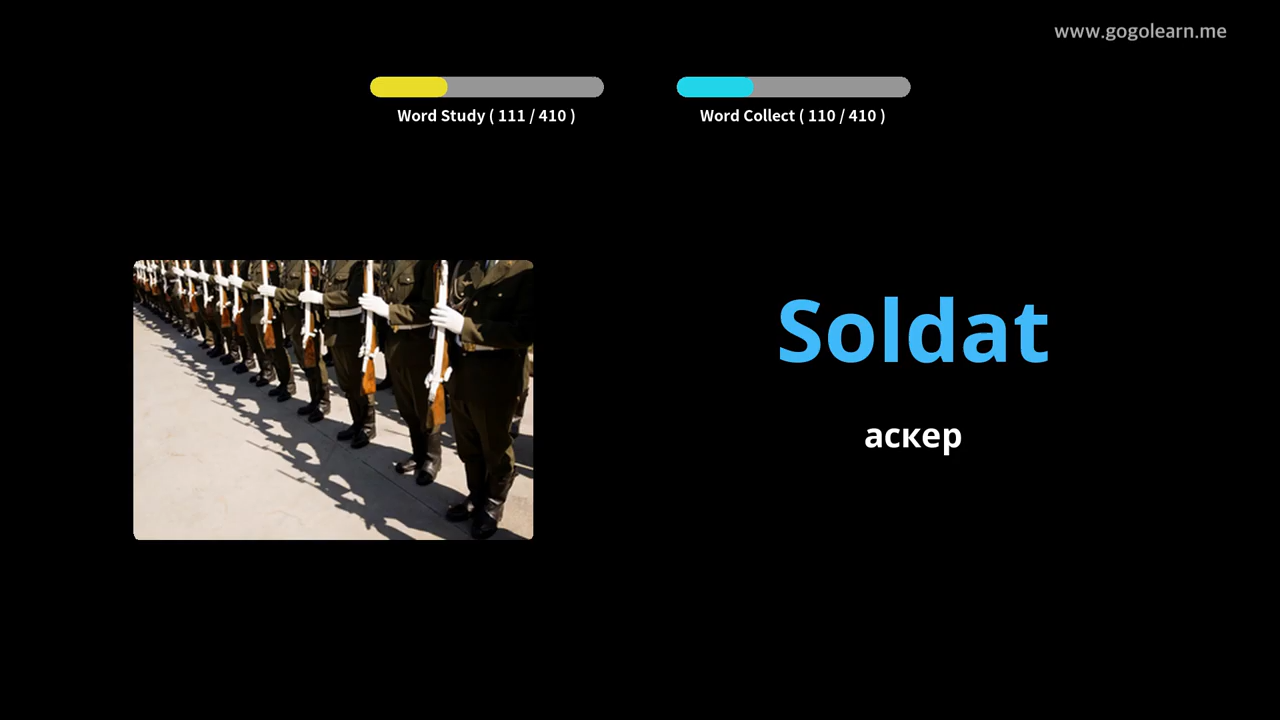 www.gogolearn.me
Word Study ( 111 / 410 )
Word Collect ( 110 / 410 )
Soldat
аскер